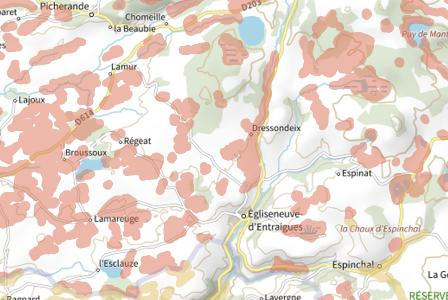 Picherande
Chomeille
la Beaubie
D203
Puy de Mont
Lamur
Lajoux
D614
Régeat
Dressondeix
Broussoux
Espinat
Lamareuge
Égliseneuve-
d'Entraigues
la Chaux d'Espinchal
l'Esclauze
Espinchal
La G
Lavergne
RÉSERV